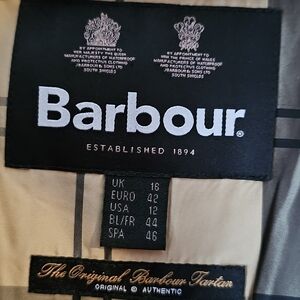 BY APPOINTMENT TO
HER MAJESTY THE QUEEN
MANUFACTURERS OF WATERPROOF
AND PROTECTIVE CLOTHING
J BARBOUR & SONS LTD
SOUTH SHIELDS
BY APPOINTMENT TO
HRH THE PRINCE OF WALES
MANUFACTURERS OF WATERPROOF
AND PROTECTIVE CLOTHING
J BARBOUR & SONS LTD
SOUTH SHIELDS
Barbour®
ESTABLISHED 1894
UK 16
EURO 42
USA 12
BL/FR 44
SPA 46
The Original Barbour Tartan
ORIGINAL © AUTHENTIC